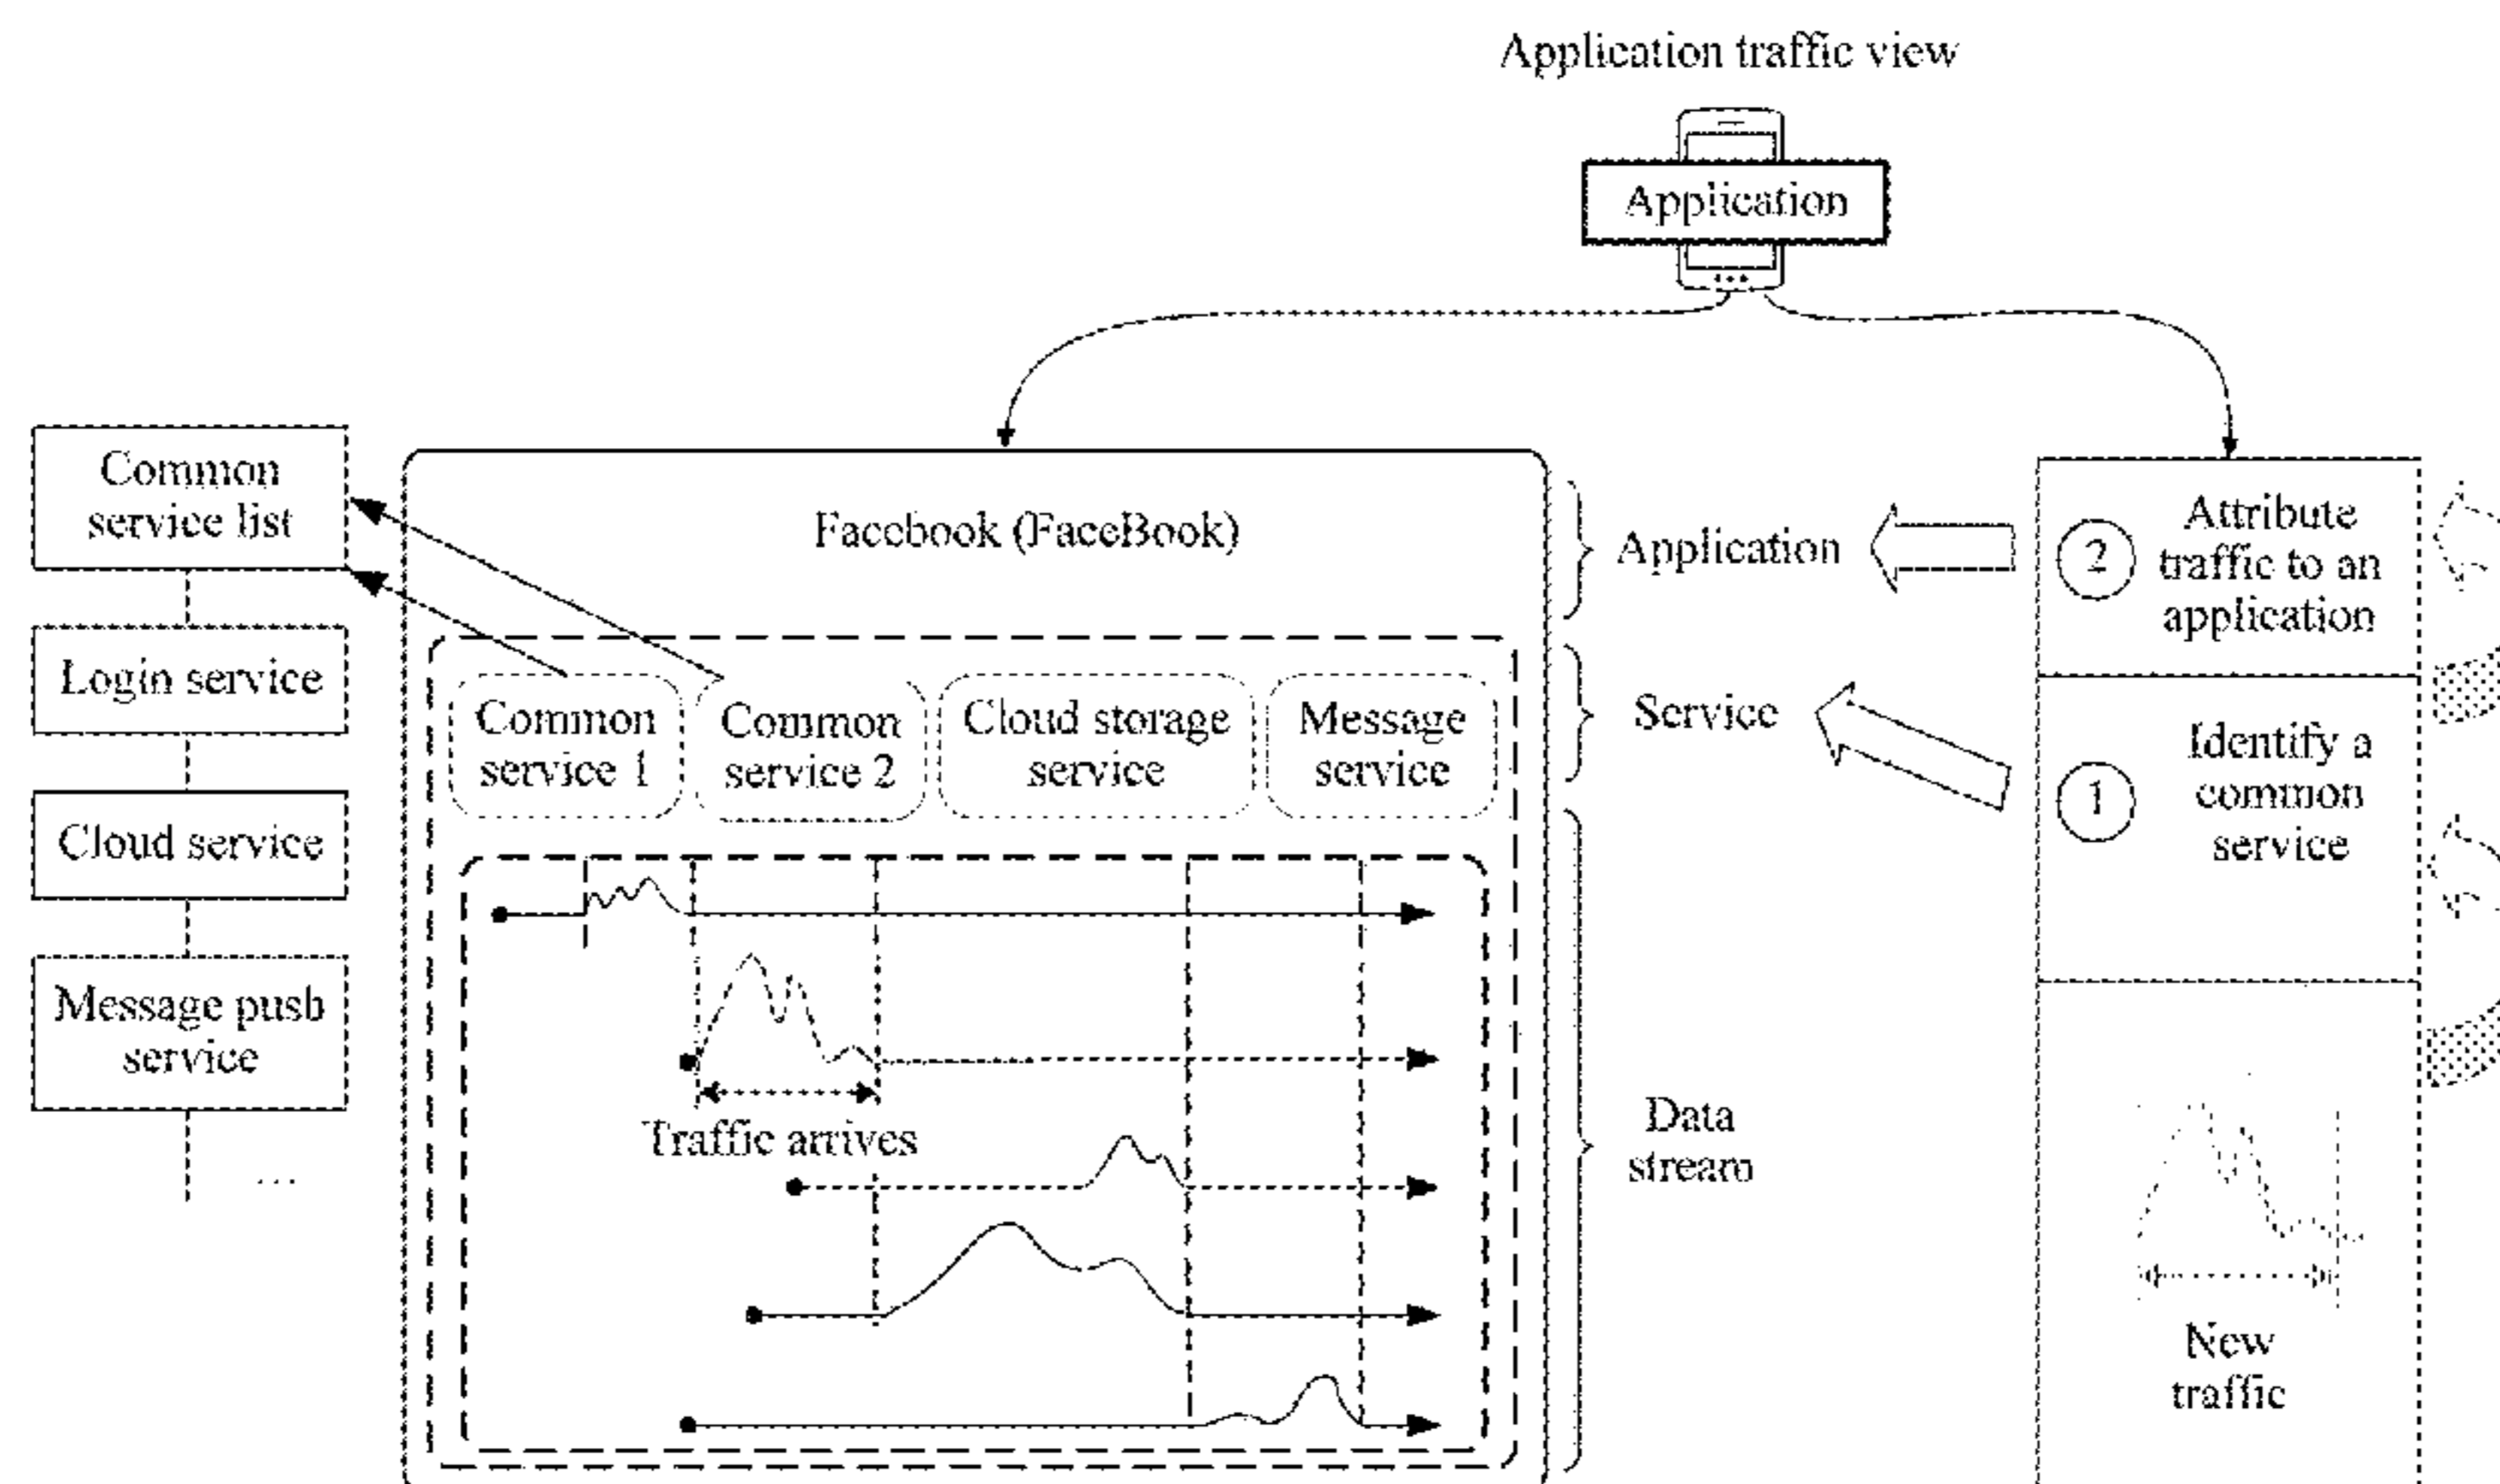 Application traffic view
Application
Common
service list
Login service
Cloud service
Message push
service
...
Facebook (FaceBook)
Common
service 1
Common
service 2
Cloud storage
service
Message
service
Traffic arrives
Application
Service
Data
stream
2
Attribute
traffic to an
application
1
Identify a
common
service
New
traffic